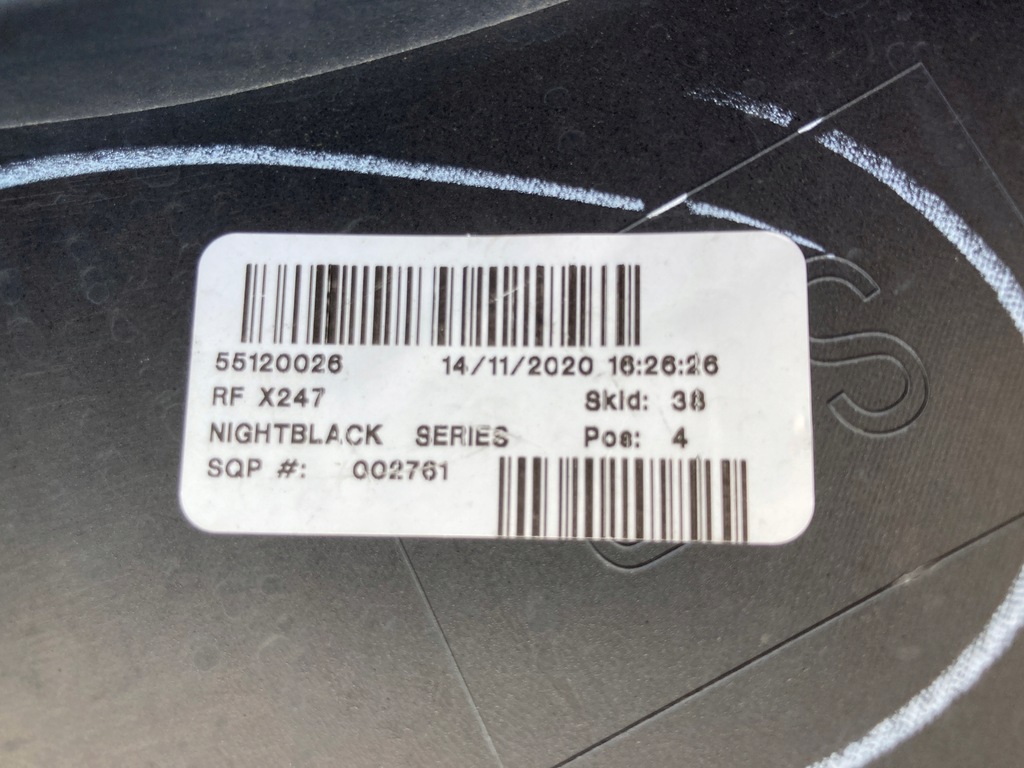 55120026 14/11/2020 16:26:26
RF X247 Skid: 38
NIGHTBLACK SERIES Pos: 4
SQP #: 002761